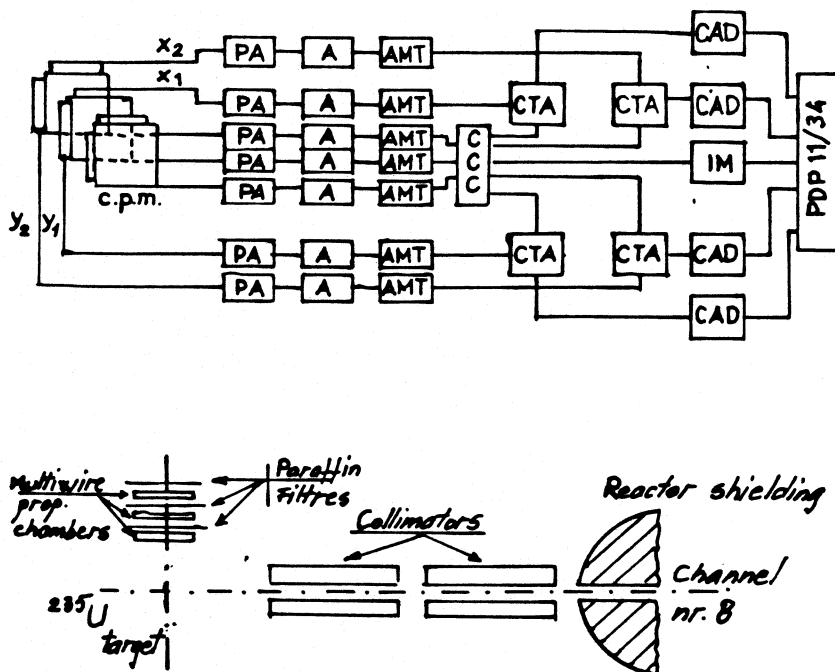 x2 PA A AMT CAD
x1 PA A AMT CTA CTA CAD
PA A AMT C
PA A AMT C IM
PA A AMT C
c.p.m.
PDP 11/34
y2 y1
PA A AMT CTA CTA CAD
PA A AMT
CAD
Multiwire
prop.
chambers
Paraffin
Filtres
Collimators
Reactor shielding
Channel
nr. 8
235U
target